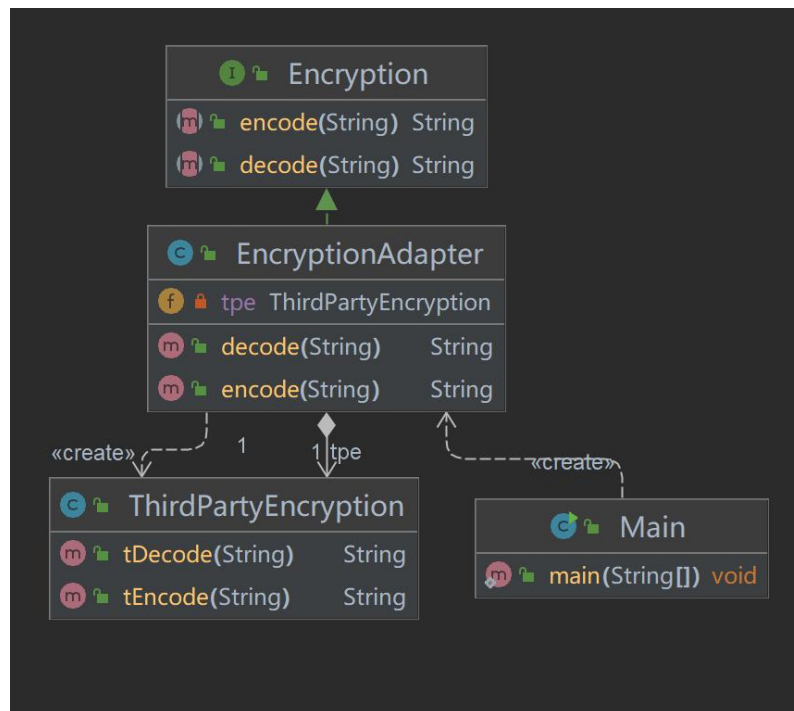 I Encryption
m encode(String) String
m decode(String) String
C EncryptionAdapter
f tpe ThirdPartyEncryption
m decode(String) String
m encode(String) String
«create» 1 1 tpe
«create»
C ThirdPartyEncryption
m tDecode(String) String
m tEncode(String) String
C Main
m main(String[]) void